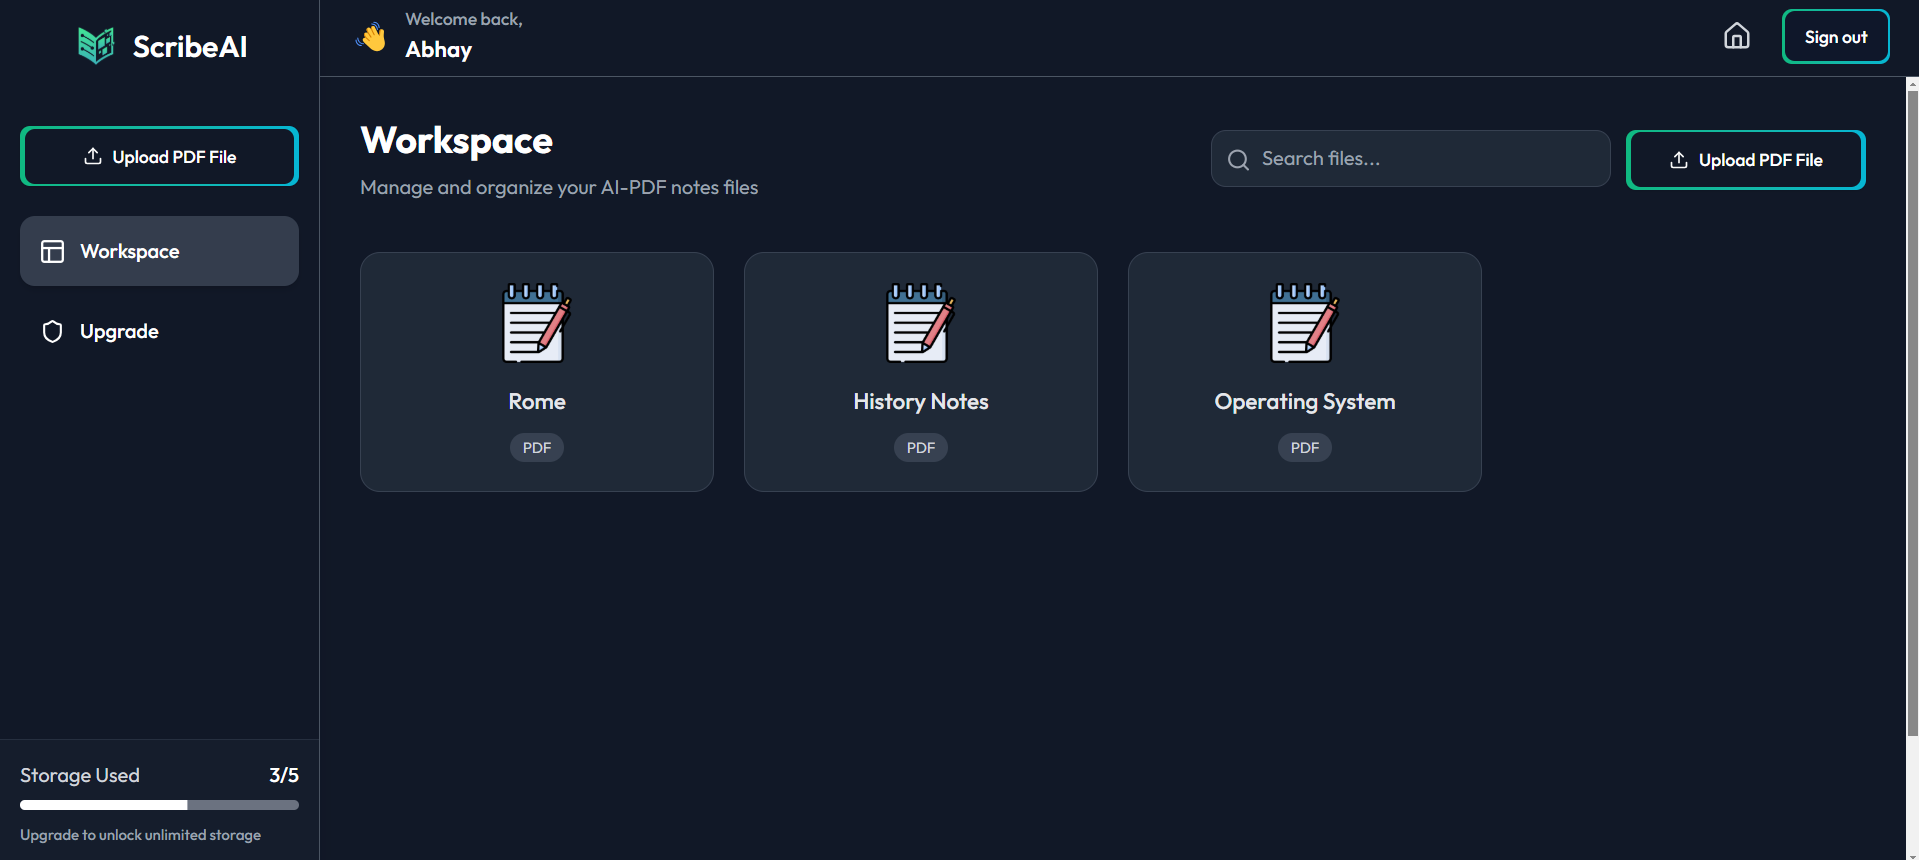 ScribeAI
Upload PDF File
Workspace
Upgrade
Storage Used 3/5
Upgrade to unlock unlimited storage
Welcome back,
Abhay
Sign out
Workspace
Manage and organize your AI-PDF notes files
Search files...
Upload PDF File
Rome
PDF
History Notes
PDF
Operating System
PDF